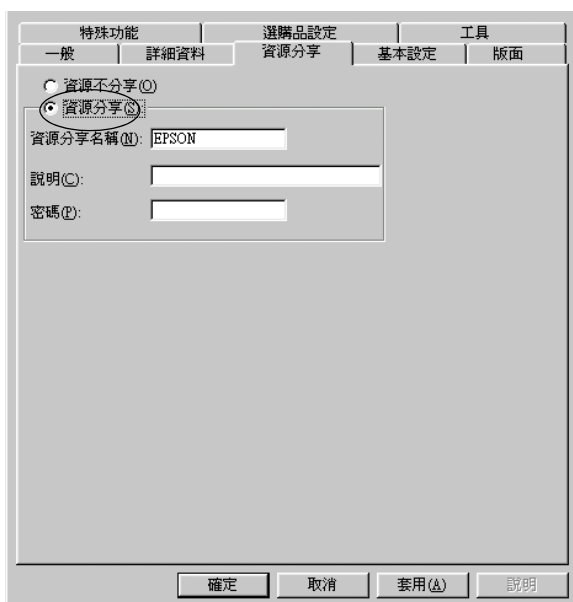 特殊功能 選購品設定 工具
一般 詳細資料 資源分享 基本設定 版面
資源不分享(O)
資源分享(S)
資源分享名稱(N): EPSON
說明(C):
密碼(P):
確定 取消 套用(A) 說明